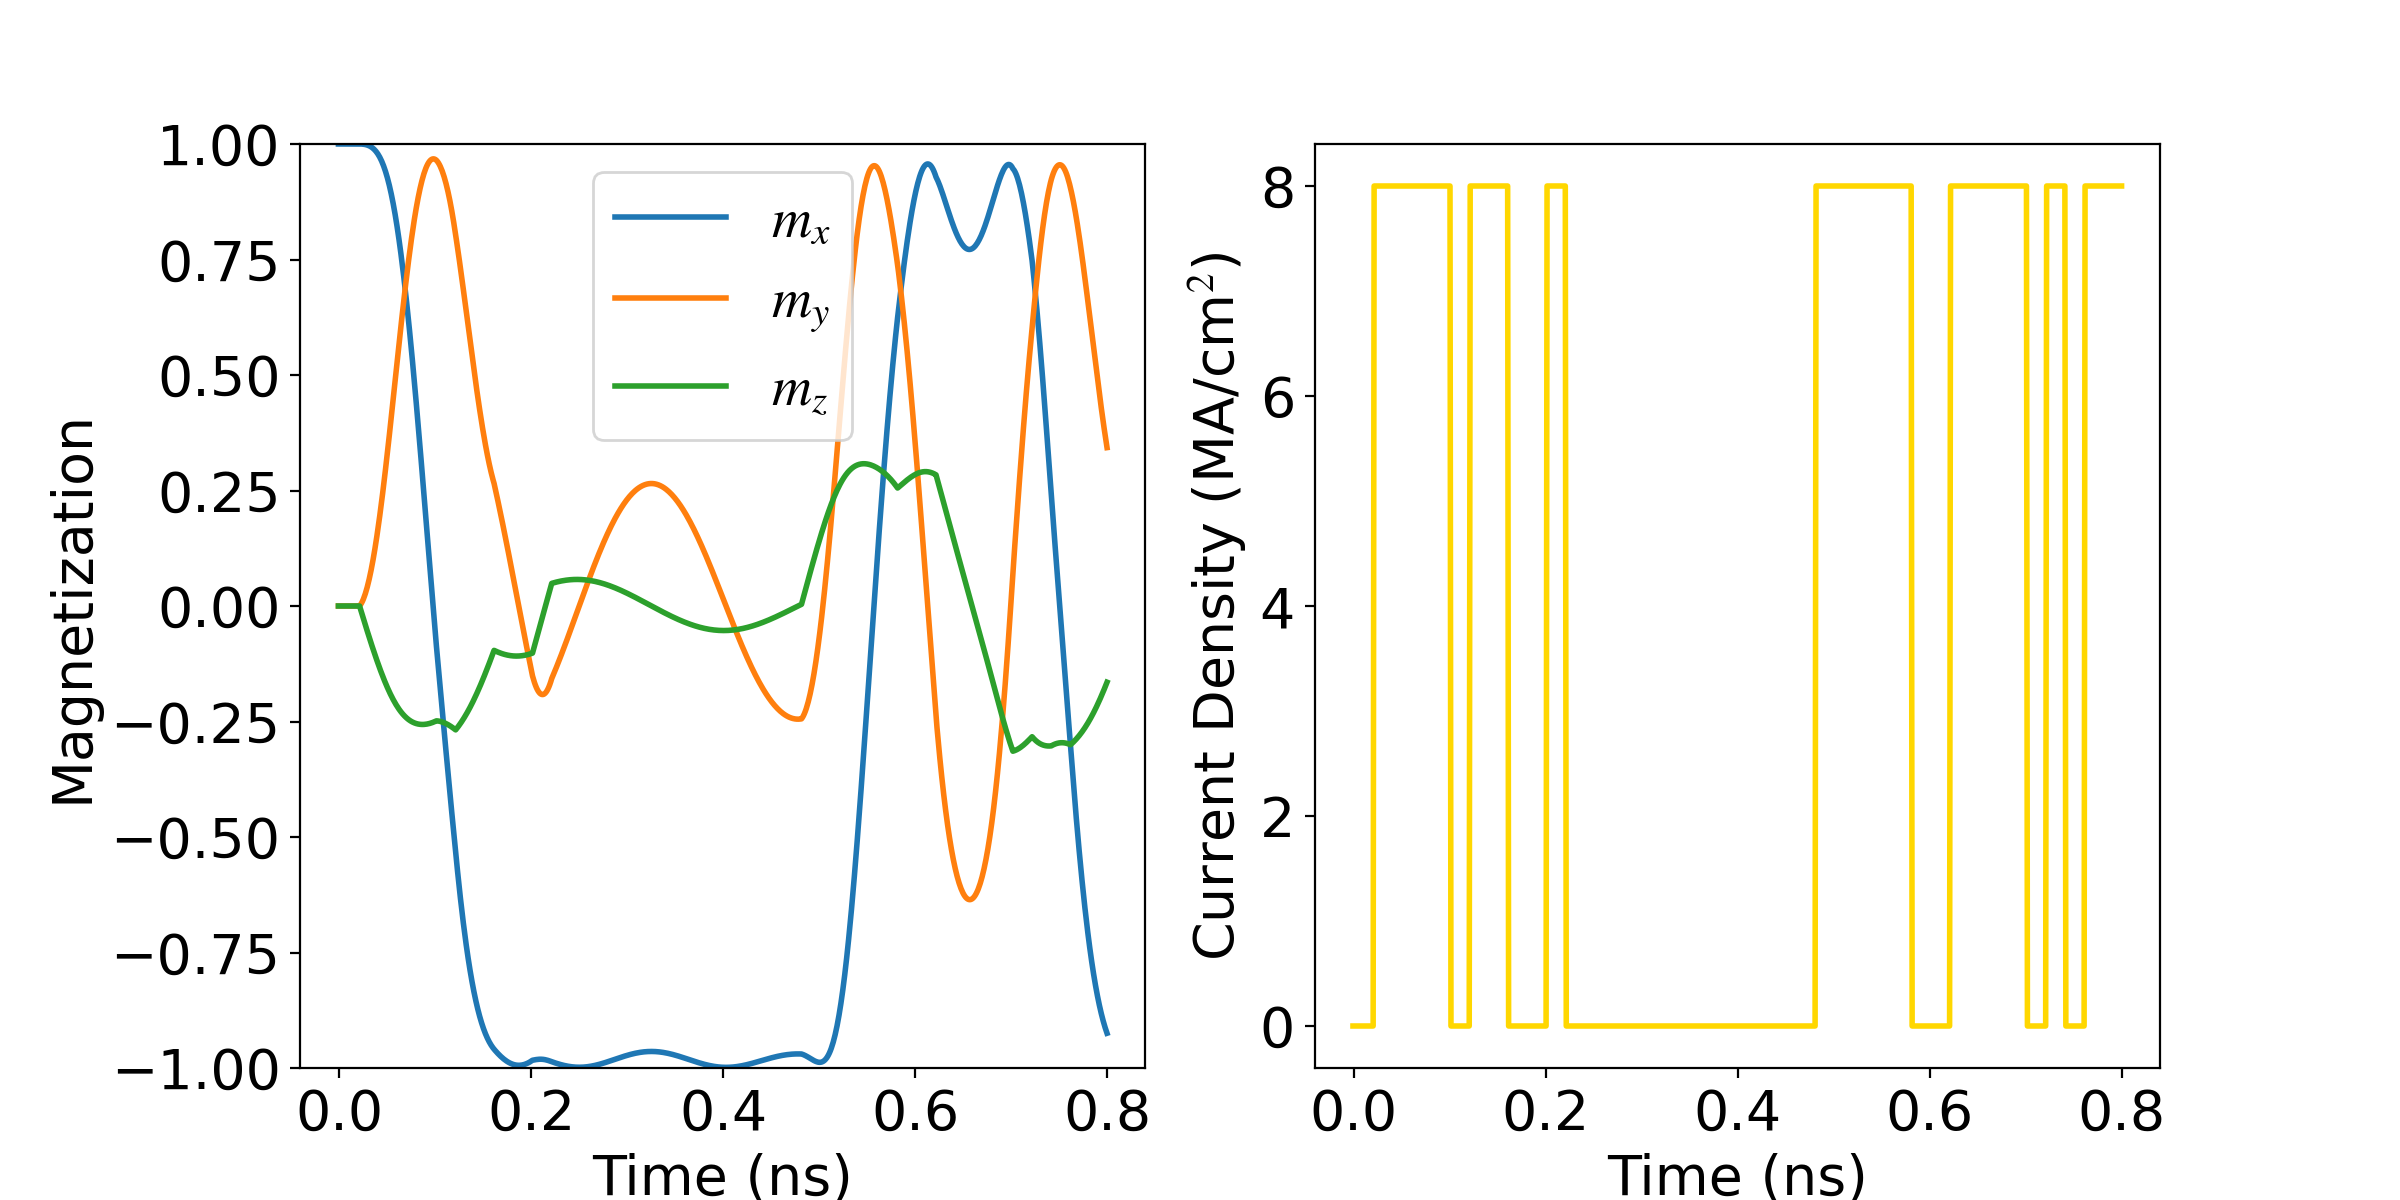 1.00
0.75
0.50
0.25
0.00
−0.25
−0.50
−0.75
−1.00
Magnetization
0.0 0.2 0.4 0.6 0.8
Time (ns)
m_x
m_y
m_z
8
6
4
2
0
Current Density (MA/cm²)
0.0 0.2 0.4 0.6 0.8
Time (ns)